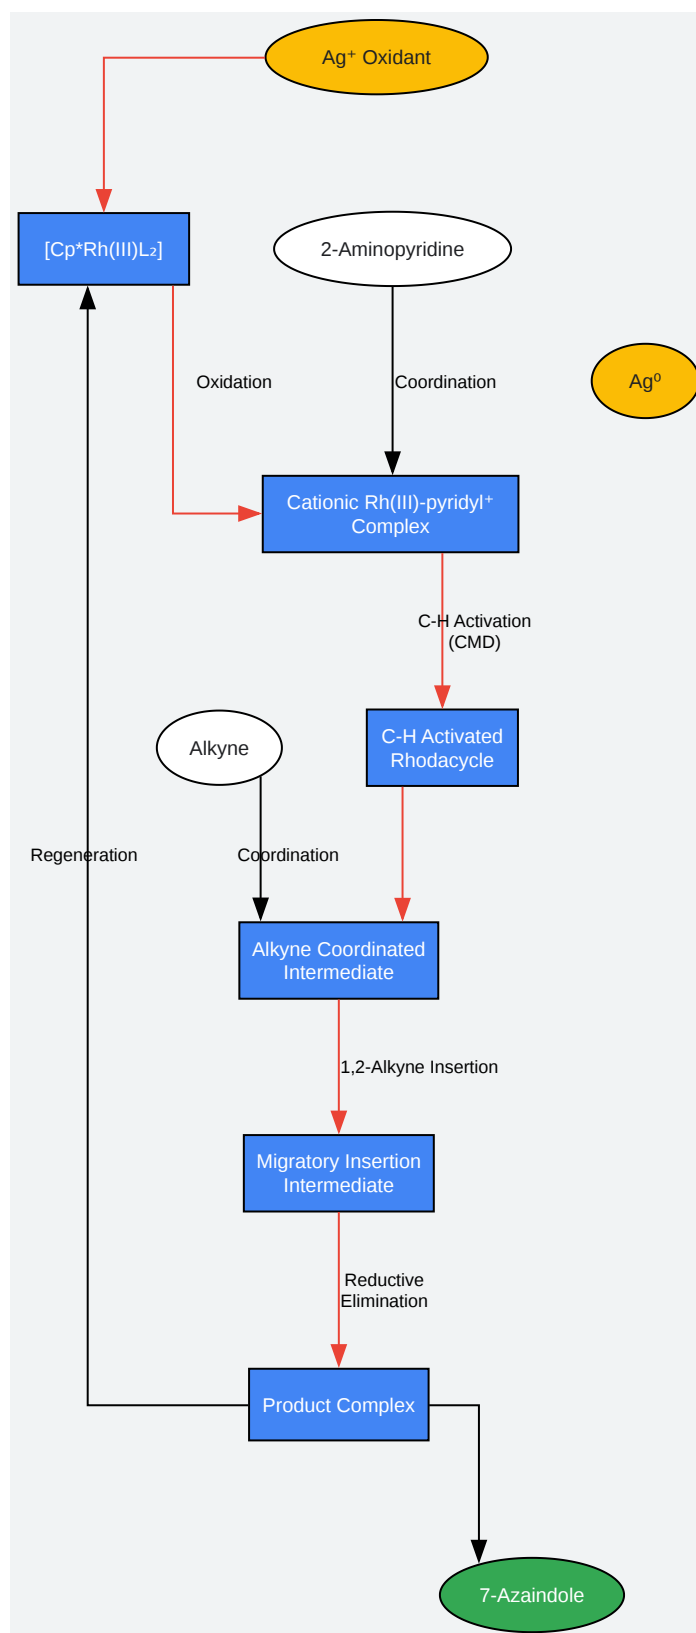 Ag⁺ Oxidant
[Cp*Rh(III)L₂]
2-Aminopyridine
Oxidation
Coordination
Ag⁰
Cationic Rh(III)-pyridyl⁺
Complex
C-H Activation
(CMD)
C-H Activated
Rhodacycle
Alkyne
Regeneration
Coordination
Alkyne Coordinated
Intermediate
1,2-Alkyne Insertion
Migratory Insertion
Intermediate
Reductive
Elimination
Product Complex
7-Azaindole